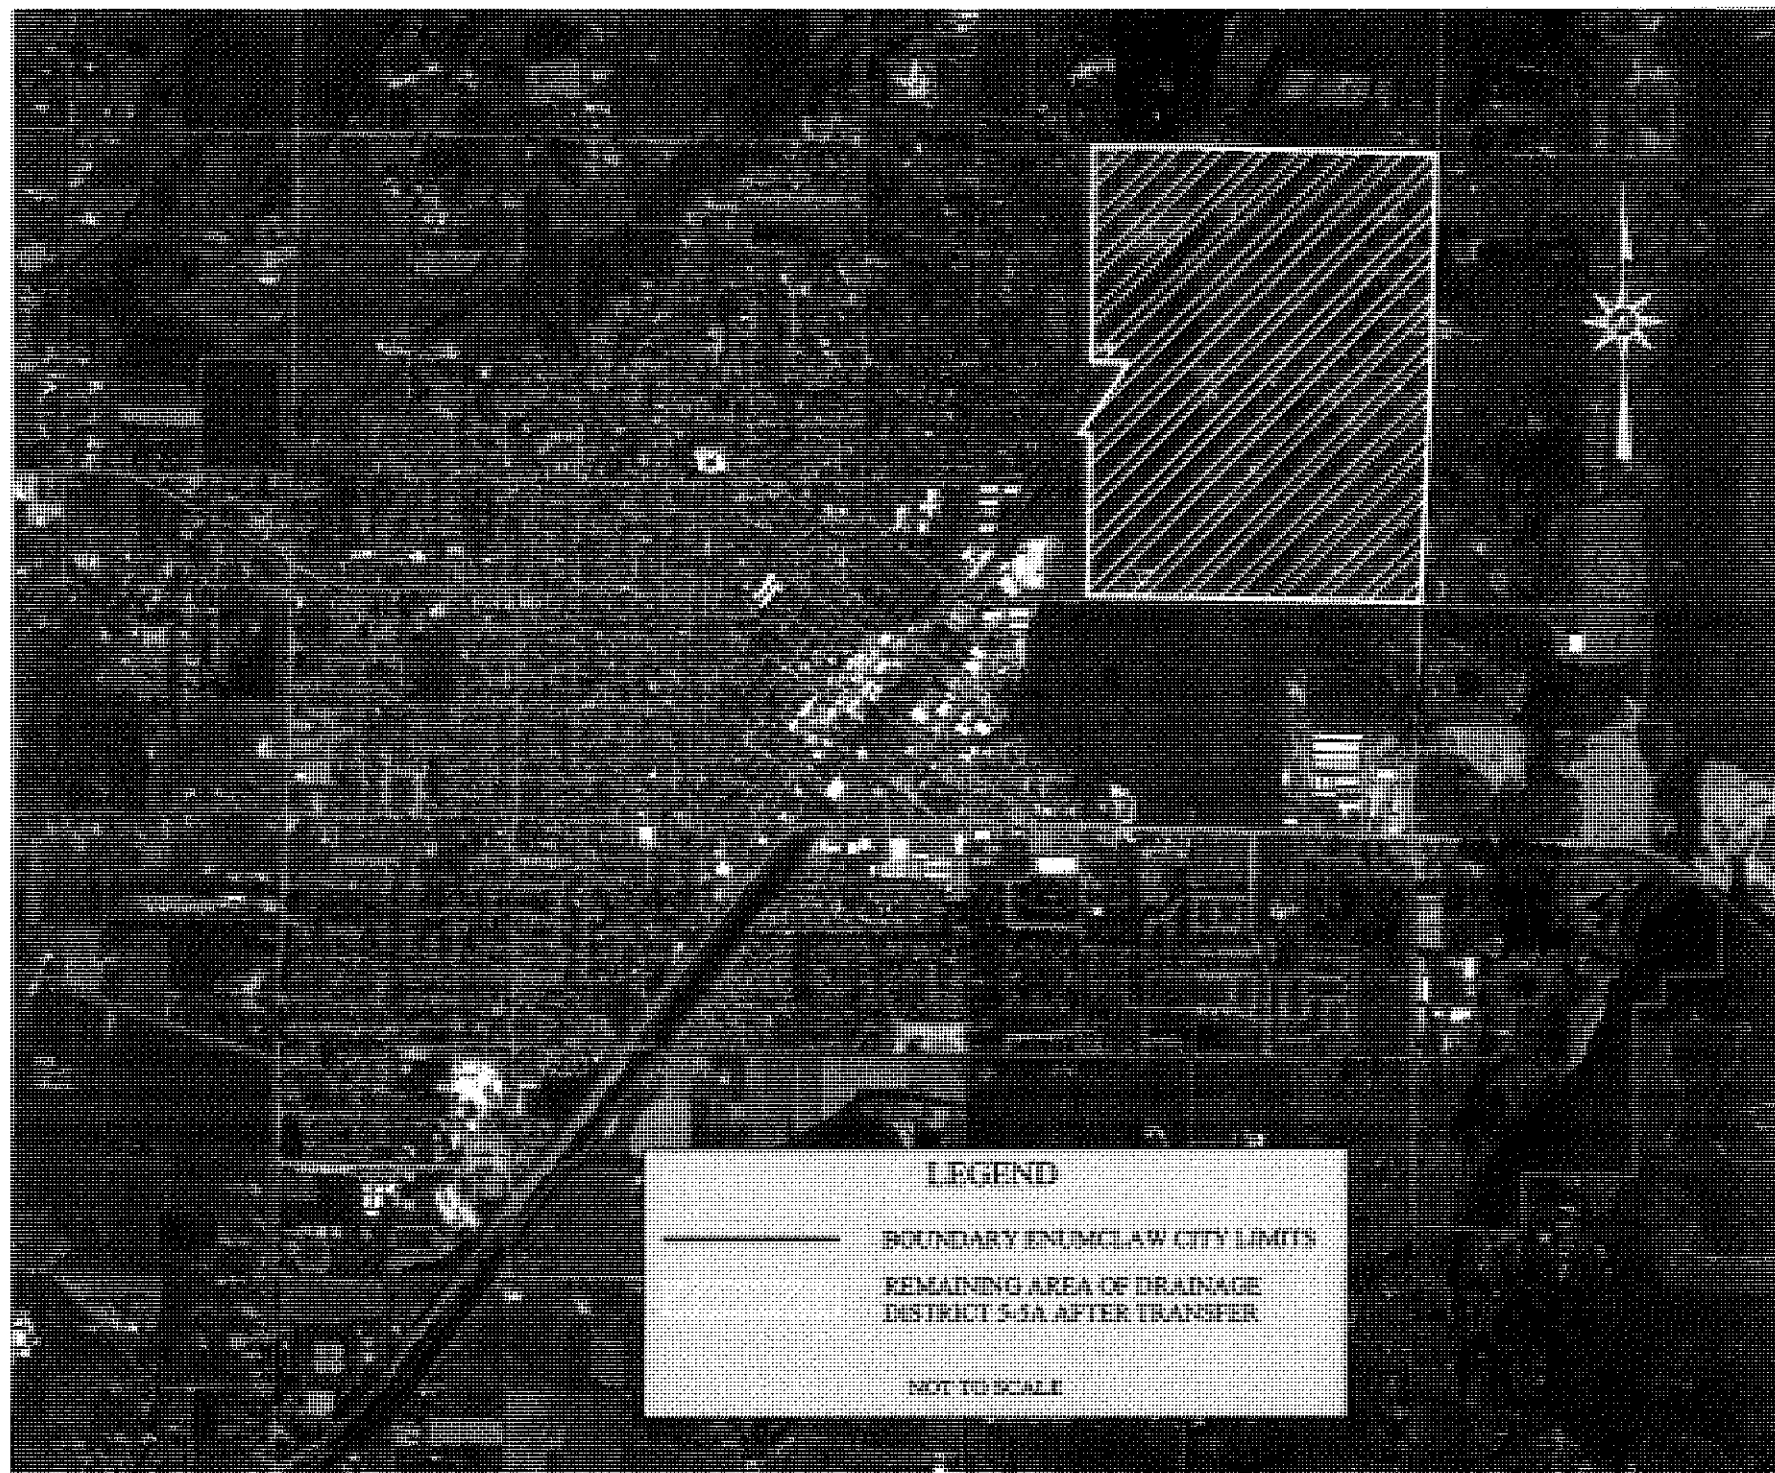 LEGEND
BOUNDARY ENUMCLAW CITY LIMITS
REMAINING AREA OF DRAINAGE
DISTRICT 5-5A AFTER TRANSFER
NOT TO SCALE